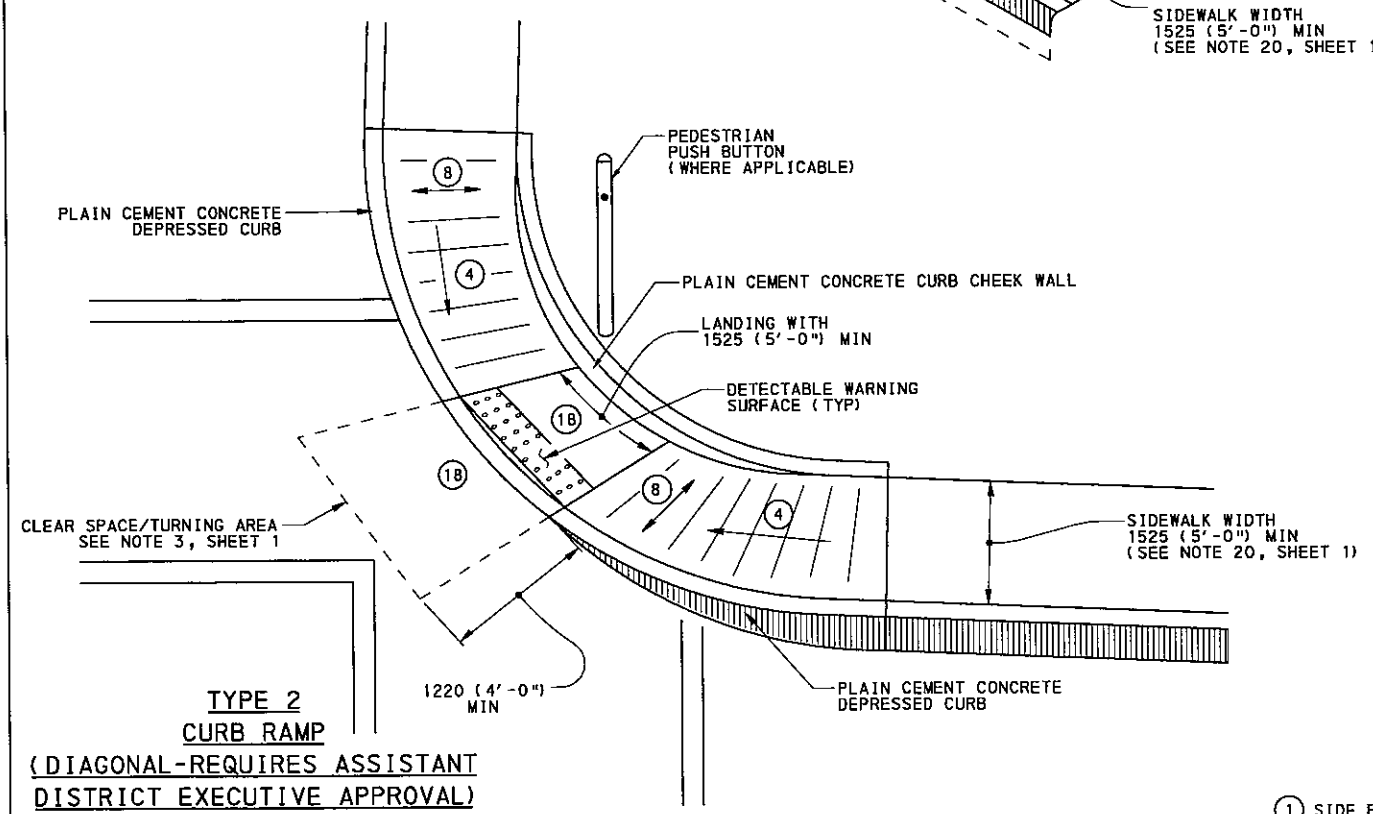 SIDEWALK WIDTH
1525 (5'-0") MIN
(SEE NOTE 20, SHEET 1
PEDESTRIAN
PUSH BUTTON
(WHERE APPLICABLE)
8
PLAIN CEMENT CONCRETE
DEPRESSED CURB
4
PLAIN CEMENT CONCRETE CURB CHEEK WALL
LANDING WITH
1525 (5'-0") MIN
DETECTABLE WARNING
SURFACE (TYP)
18
18
8
4
CLEAR SPACE/TURNING AREA
SEE NOTE 3, SHEET 1
SIDEWALK WIDTH
1525 (5'-0") MIN
(SEE NOTE 20, SHEET 1)
1220 (4'-0")
MIN
PLAIN CEMENT CONCRETE
DEPRESSED CURB
TYPE 2
CURB RAMP
(DIAGONAL-REQUIRES ASSISTANT
DISTRICT EXECUTIVE APPROVAL)
1 SIDE